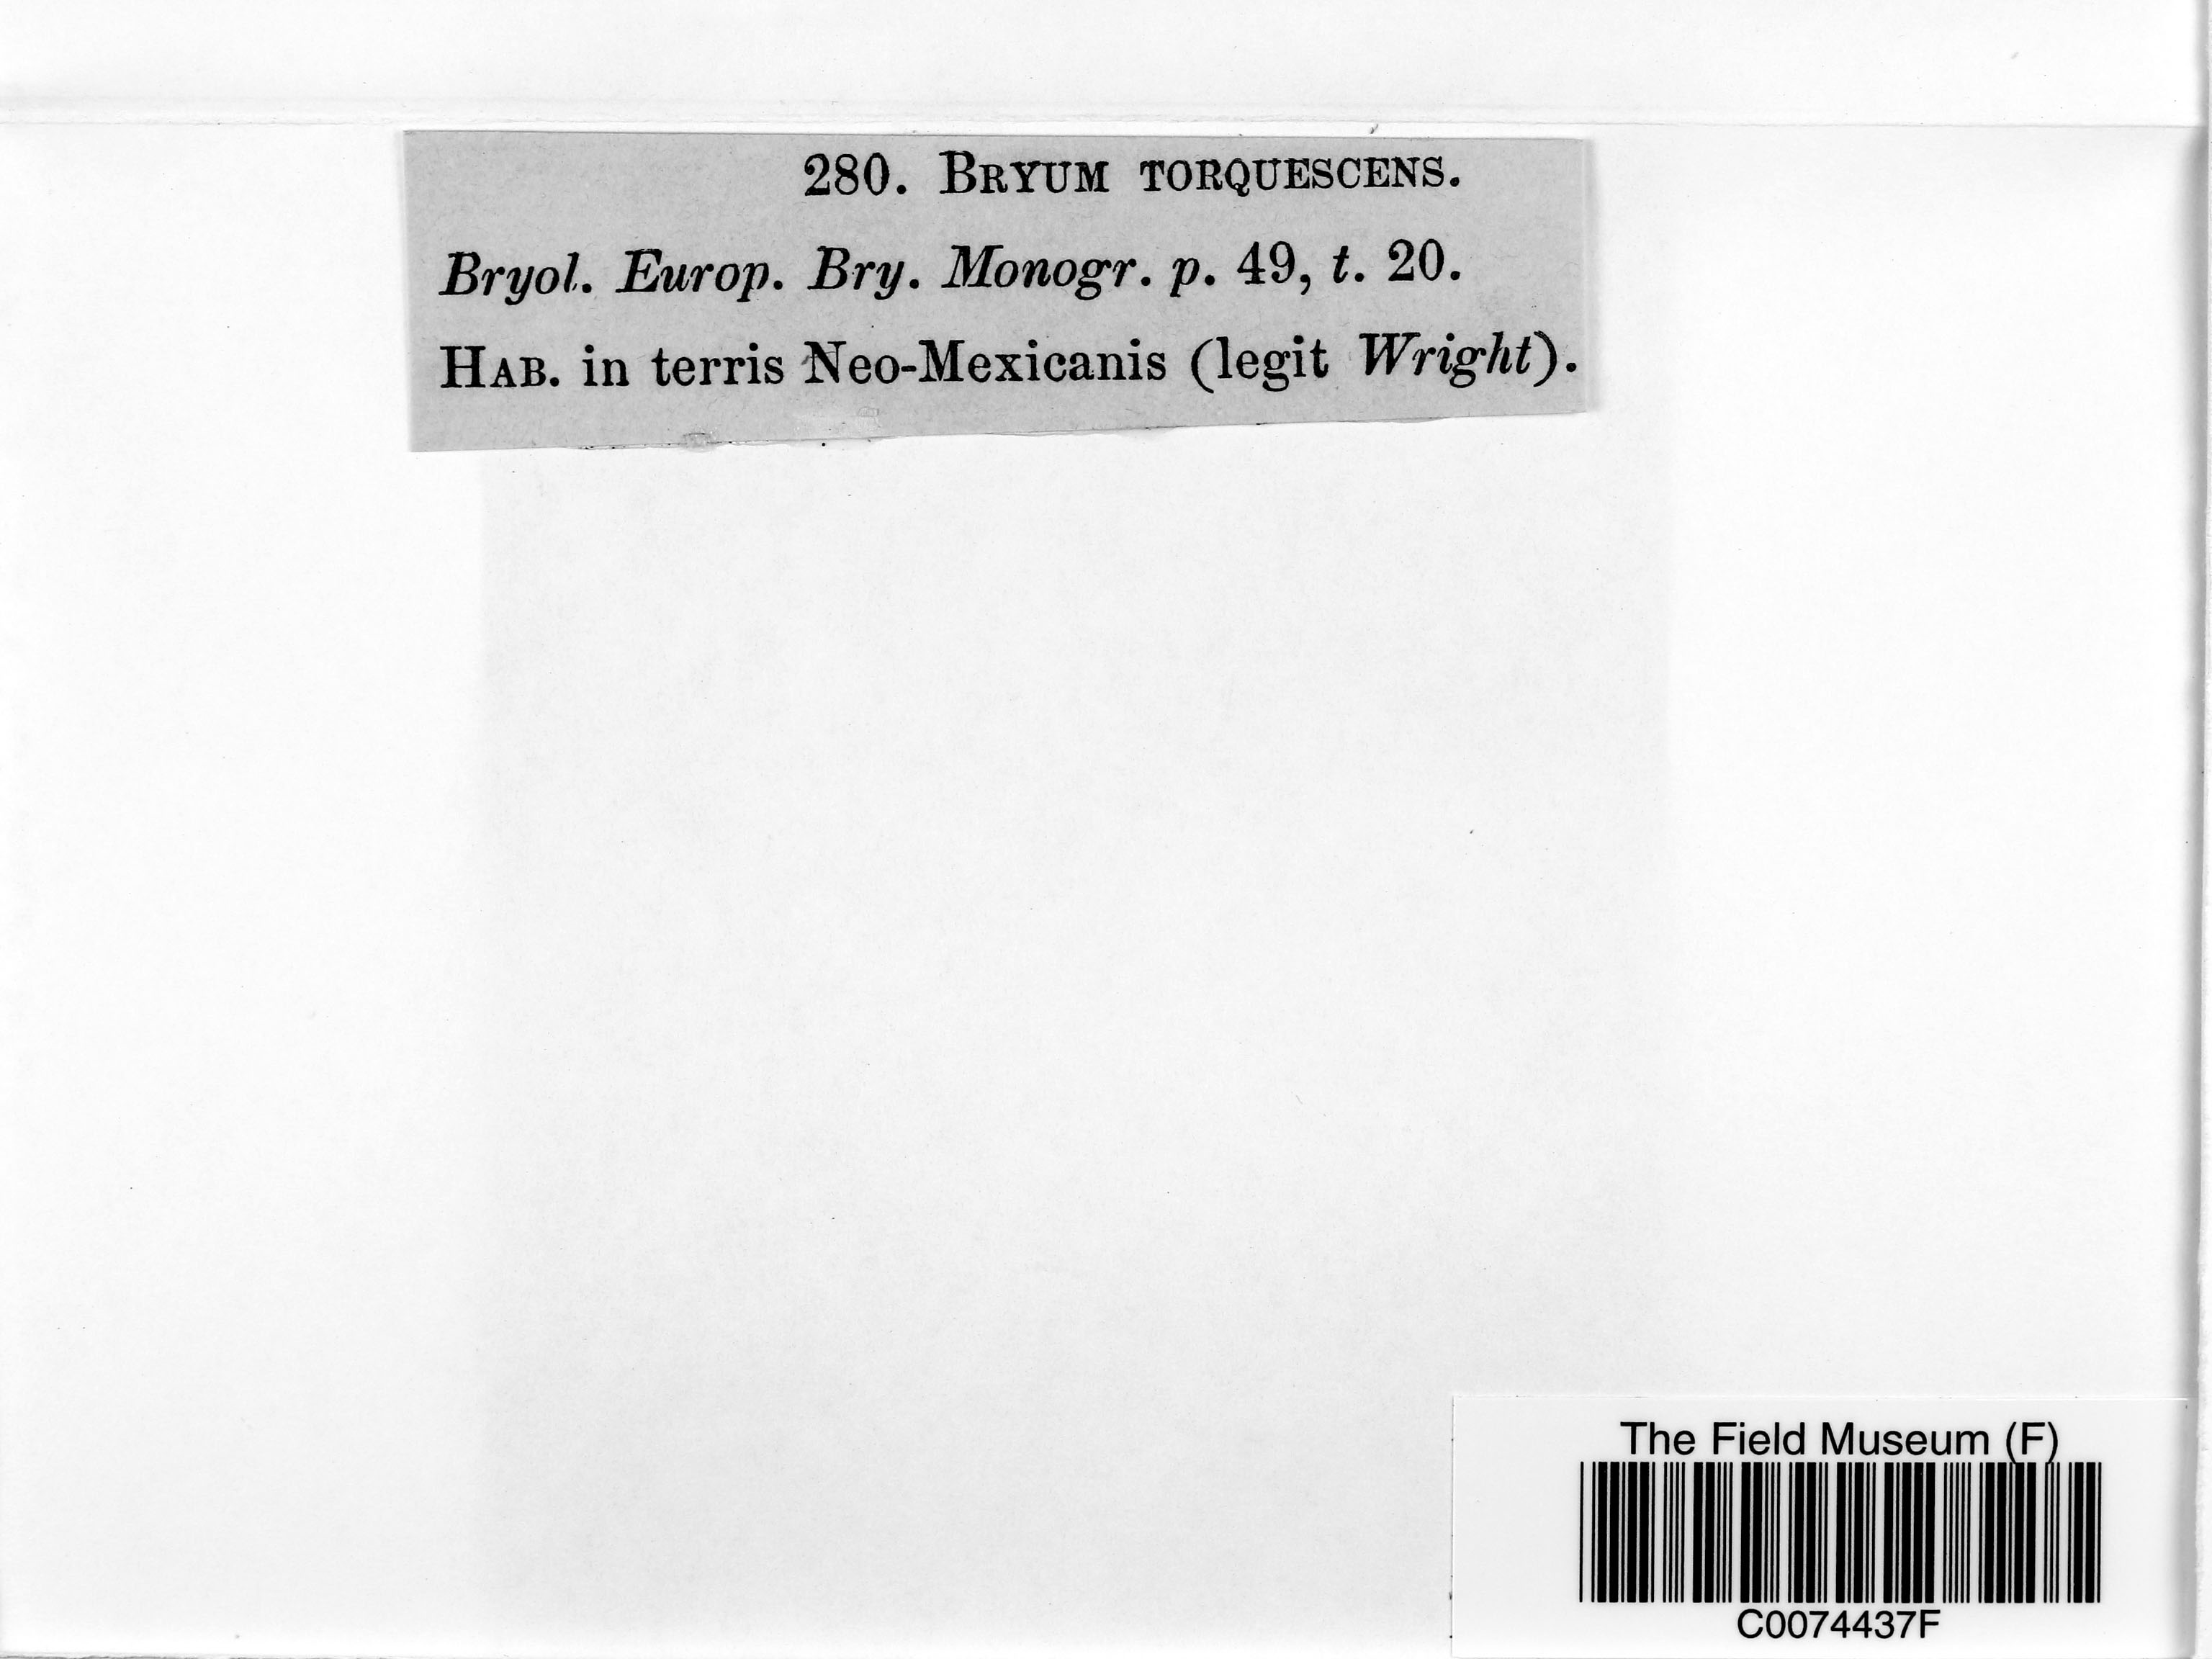 280. BRYUM TORQUESCENS.
Bryol. Europ. Bry. Monogr. p. 49, t. 20.
HAB. in terris Neo-Mexicanis (legit Wright).
The Field Museum (F)
C0074437F